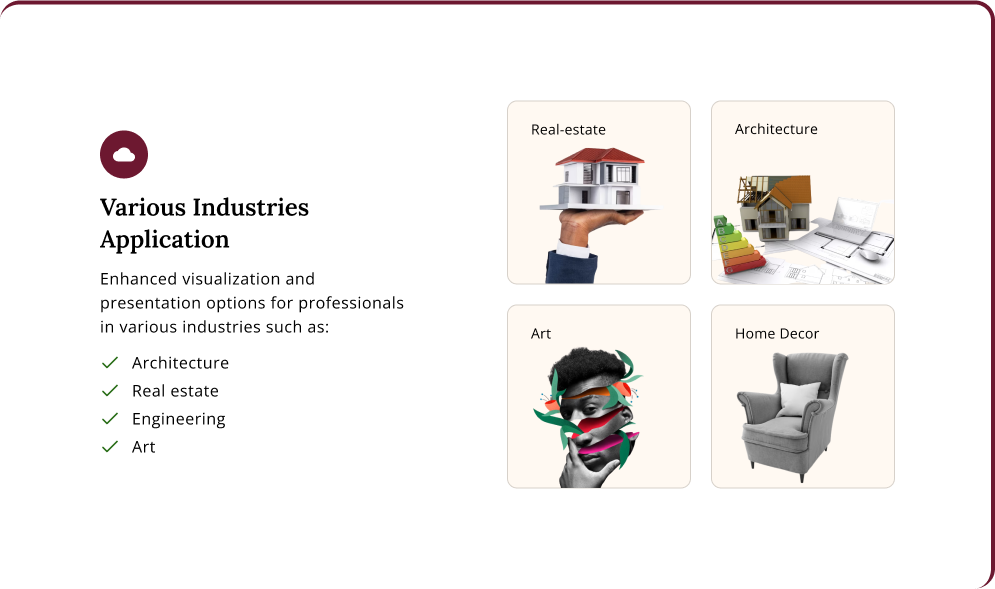 Various Industries
Application
Enhanced visualization and
presentation options for professionals
in various industries such as:
Architecture
Real estate
Engineering
Art
Real-estate
Architecture
A
B
Art
Home Decor